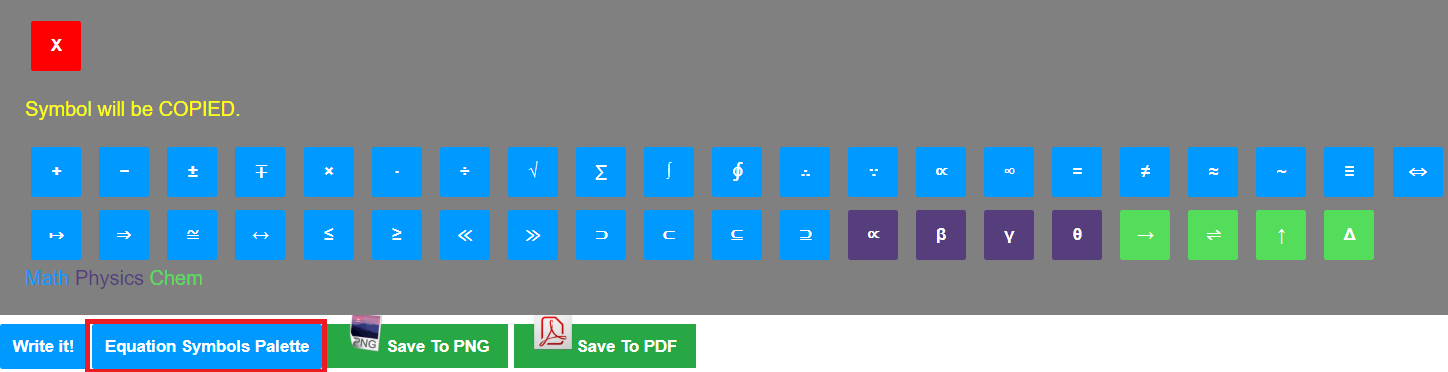 X
Symbol will be COPIED.
+ − ± ∓ × · ÷ √ ∑ ∫ ∮ ∴ ∵ ∝ ∞ = ≠ ≈ ~ ≡ ⇔
↦ ⇒ ≅ ↔ ≤ ≥ ≪ ≫ ⊃ ⊂ ⊆ ⊇ ∝ β γ θ → ⇌ ↑ Δ
Math Physics Chem
Write it! Equation Symbols Palette PNG Save To PNG Save To PDF